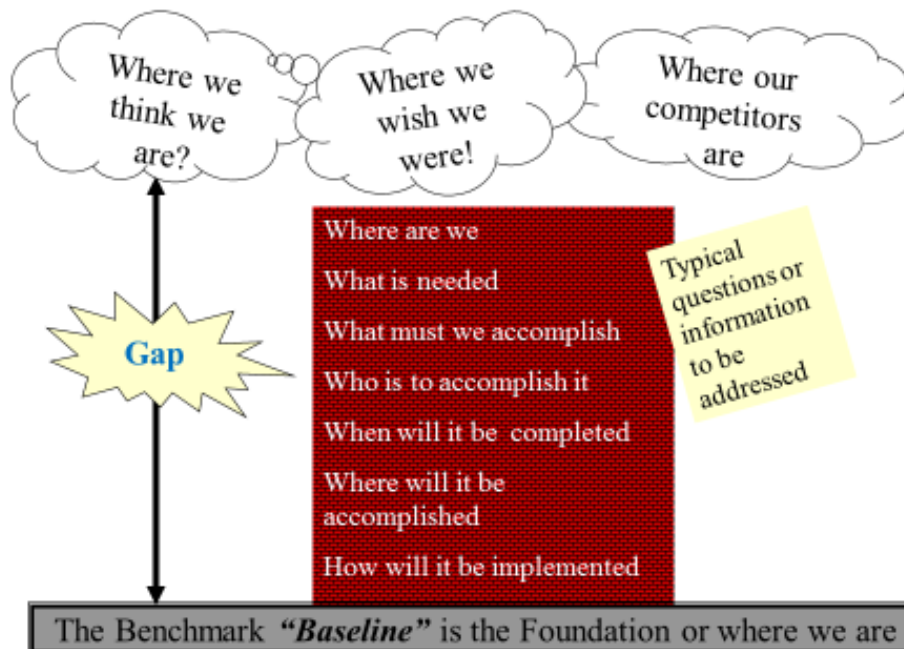 Where we
think we
are?
Where we
wish we
were!
Where our
competitors
are
Where are we
What is needed
What must we accomplish
Who is to accomplish it
When will it be completed
Where will it be
accomplished
How will it be implemented
Typical
questions or
information
to be
addressed
Gap
The Benchmark “Baseline” is the Foundation or where we are